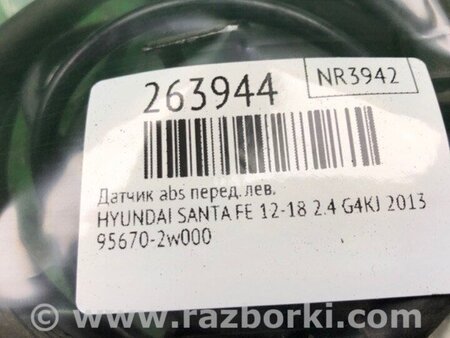 263944
NR3942
Датчик abs перед. лев.
HYUNDAI SANTA FE 12-18 2.4 G4KJ 2013
95670-2w000
© www.razborki.com